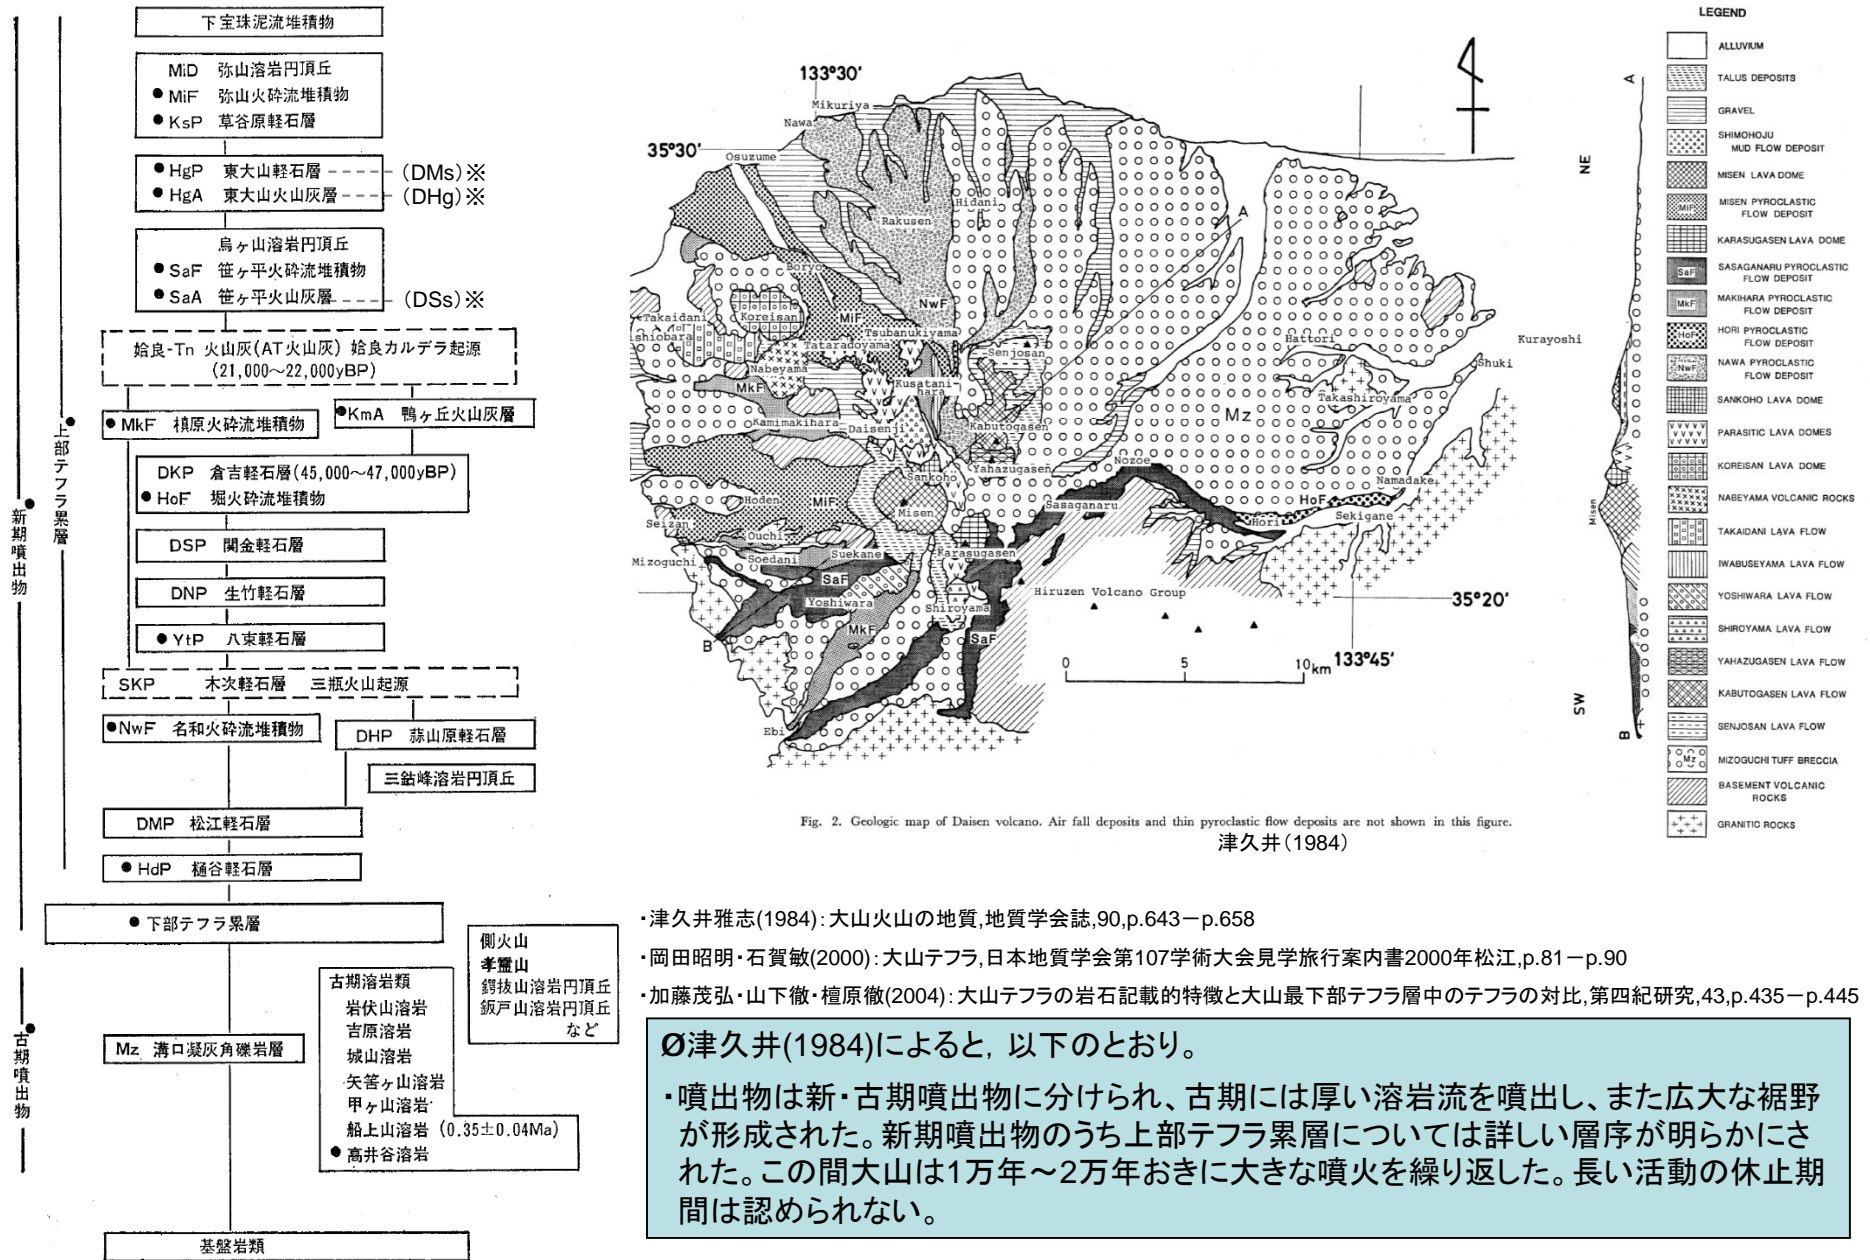 下宝珠泥流堆積物
MiD 弥山溶岩円頂丘
●MiF 弥山火砕流堆積物
●KsP 草谷原軽石層
●HgP 東大山軽石層 (DMs)※
●HgA 東大山火山灰層 (DHg)※
烏ヶ山溶岩円頂丘
●SaF 笹ヶ平火砕流堆積物
●SaA 笹ヶ平火山灰層 (DSs)※
姶良-Tn 火山灰(AT火山灰) 姶良カルデラ起源
(21,000〜22,000yBP)
●MkF 槙原火砕流堆積物
●KmA 鴨ヶ丘火山灰層
DKP 倉吉軽石層(45,000〜47,000yBP)
●HoF 堀火砕流堆積物
DSP 関金軽石層
DNP 生竹軽石層
●YtP 八束軽石層
SKP 木次軽石層 三瓶火山起源
●NwF 名和火砕流堆積物
DHP 蒜山原軽石層
三鈷峰溶岩円頂丘
DMP 松江軽石層
●HdP 樋谷軽石層
●下部テフラ累層
側火山
孝霊山
鍔抜山溶岩円頂丘
鈑戸山溶岩円頂丘
など
古期溶岩類
岩伏山溶岩
吉原溶岩
城山溶岩
矢筈ヶ山溶岩
甲ヶ山溶岩
船上山溶岩 (0.35±0.04Ma)
●高井谷溶岩
Mz 溝口凝灰角礫岩層
基盤岩類
上部テフラ累層●
新期噴出物●
古期噴出物●
133°30′
Mikuriya
Nawa
35°30′
Osuzume
Hidani
A
Rakusen
Boryo
NwF
Takaidani
Koreisan
MiF
Tsubanukiyama
ishiobara
Tataradoyama
Senjosan
Hattori
Kurayoshi
Nabeyama
Shuki
MkF
Kusatani
hara
Takashiroyama
Mz
Kamimakihara
Daisenji
Kabutogasen
Yahazugasen
Nozoe
Sankoho
Namadake
Hoden
MiF
Misen
Sasaganaru
HoF
Seizan
Hori
Sekigane
Ouchi
Suekane
Karasugasen
Mizoguchi
Soedani
SaF
Hiruzen Volcano Group
35°20′
Yoshiwara
Shiroyama
MkF
SaF
B
0 5 10 km
133°45′
Ebi
A
NE
Misen
SW
B
LEGEND
ALLUVIUM
TALUS DEPOSITS
GRAVEL
SHIMOHOJU
MUD FLOW DEPOSIT
MISEN LAVA DOME
MiF MISEN PYROCLASTIC
FLOW DEPOSIT
KARASUGASEN LAVA DOME
SaF SASAGANARU PYROCLASTIC
FLOW DEPOSIT
MkF MAKIHARA PYROCLASTIC
FLOW DEPOSIT
HoF HORI PYROCLASTIC
FLOW DEPOSIT
NwF NAWA PYROCLASTIC
FLOW DEPOSIT
SANKOHO LAVA DOME
PARASITIC LAVA DOMES
KOREISAN LAVA DOME
NABEYAMA VOLCANIC ROCKS
TAKAIDANI LAVA FLOW
IWABUSEYAMA LAVA FLOW
YOSHIWARA LAVA FLOW
SHIROYAMA LAVA FLOW
YAHAZUGASEN LAVA FLOW
KABUTOGASEN LAVA FLOW
SENJOSAN LAVA FLOW
Mz MIZOGUCHI TUFF BRECCIA
BASEMENT VOLCANIC
ROCKS
GRANITIC ROCKS
Fig. 2. Geologic map of Daisen volcano. Air fall deposits and thin pyroclastic flow deposits are not shown in this figure.
津久井(1984)
・津久井雅志(1984):大山火山の地質,地質学会誌,90,p.643－p.658
・岡田昭明・石賀敏(2000):大山テフラ,日本地質学会第107学術大会見学旅行案内書2000年松江,p.81－p.90
・加藤茂弘・山下徹・檀原徹(2004):大山テフラの岩石記載的特徴と大山最下部テフラ層中のテフラの対比,第四紀研究,43,p.435－p.445
Ø津久井(1984)によると, 以下のとおり。
・噴出物は新・古期噴出物に分けられ、古期には厚い溶岩流を噴出し、また広大な裾野
が形成された。新期噴出物のうち上部テフラ累層については詳しい層序が明らかにさ
れた。この間大山は1万年〜2万年おきに大きな噴火を繰り返した。長い活動の休止期
間は認められない。